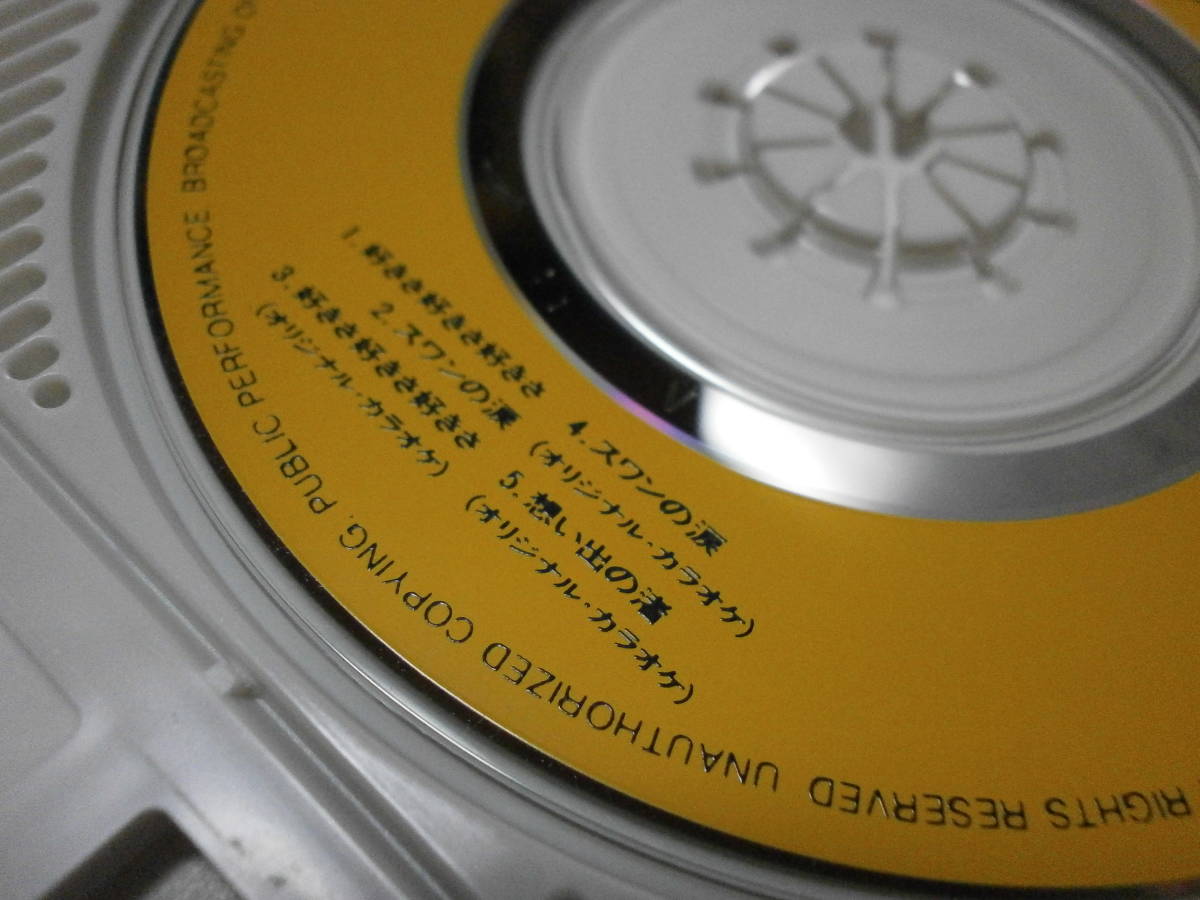 1. 好きさ好きさ好きさ
2. スワンの涙
3. 好きさ好きさ好きさ
(オリジナル・カラオケ)
4. スワンの涙
(オリジナル・カラオケ)
5. 想い出の渚
(オリジナル・カラオケ)
RIGHTS RESERVED UNAUTHORIZED COPYING. PUBLIC PERFORMANCE BROADCASTING